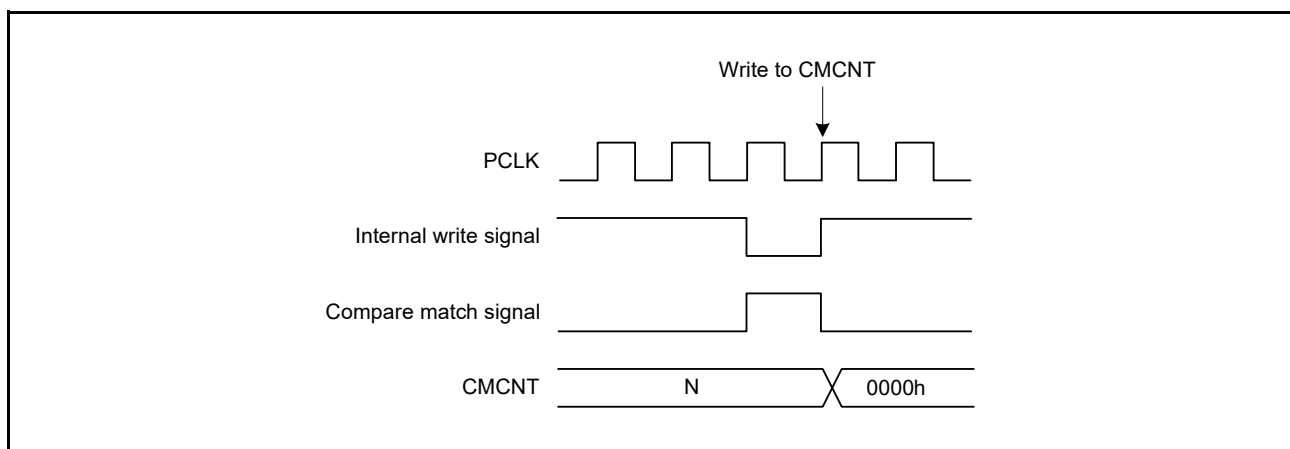 Write to CMCNT
PCLK
Internal write signal
Compare match signal
CMCNT
N
0000h